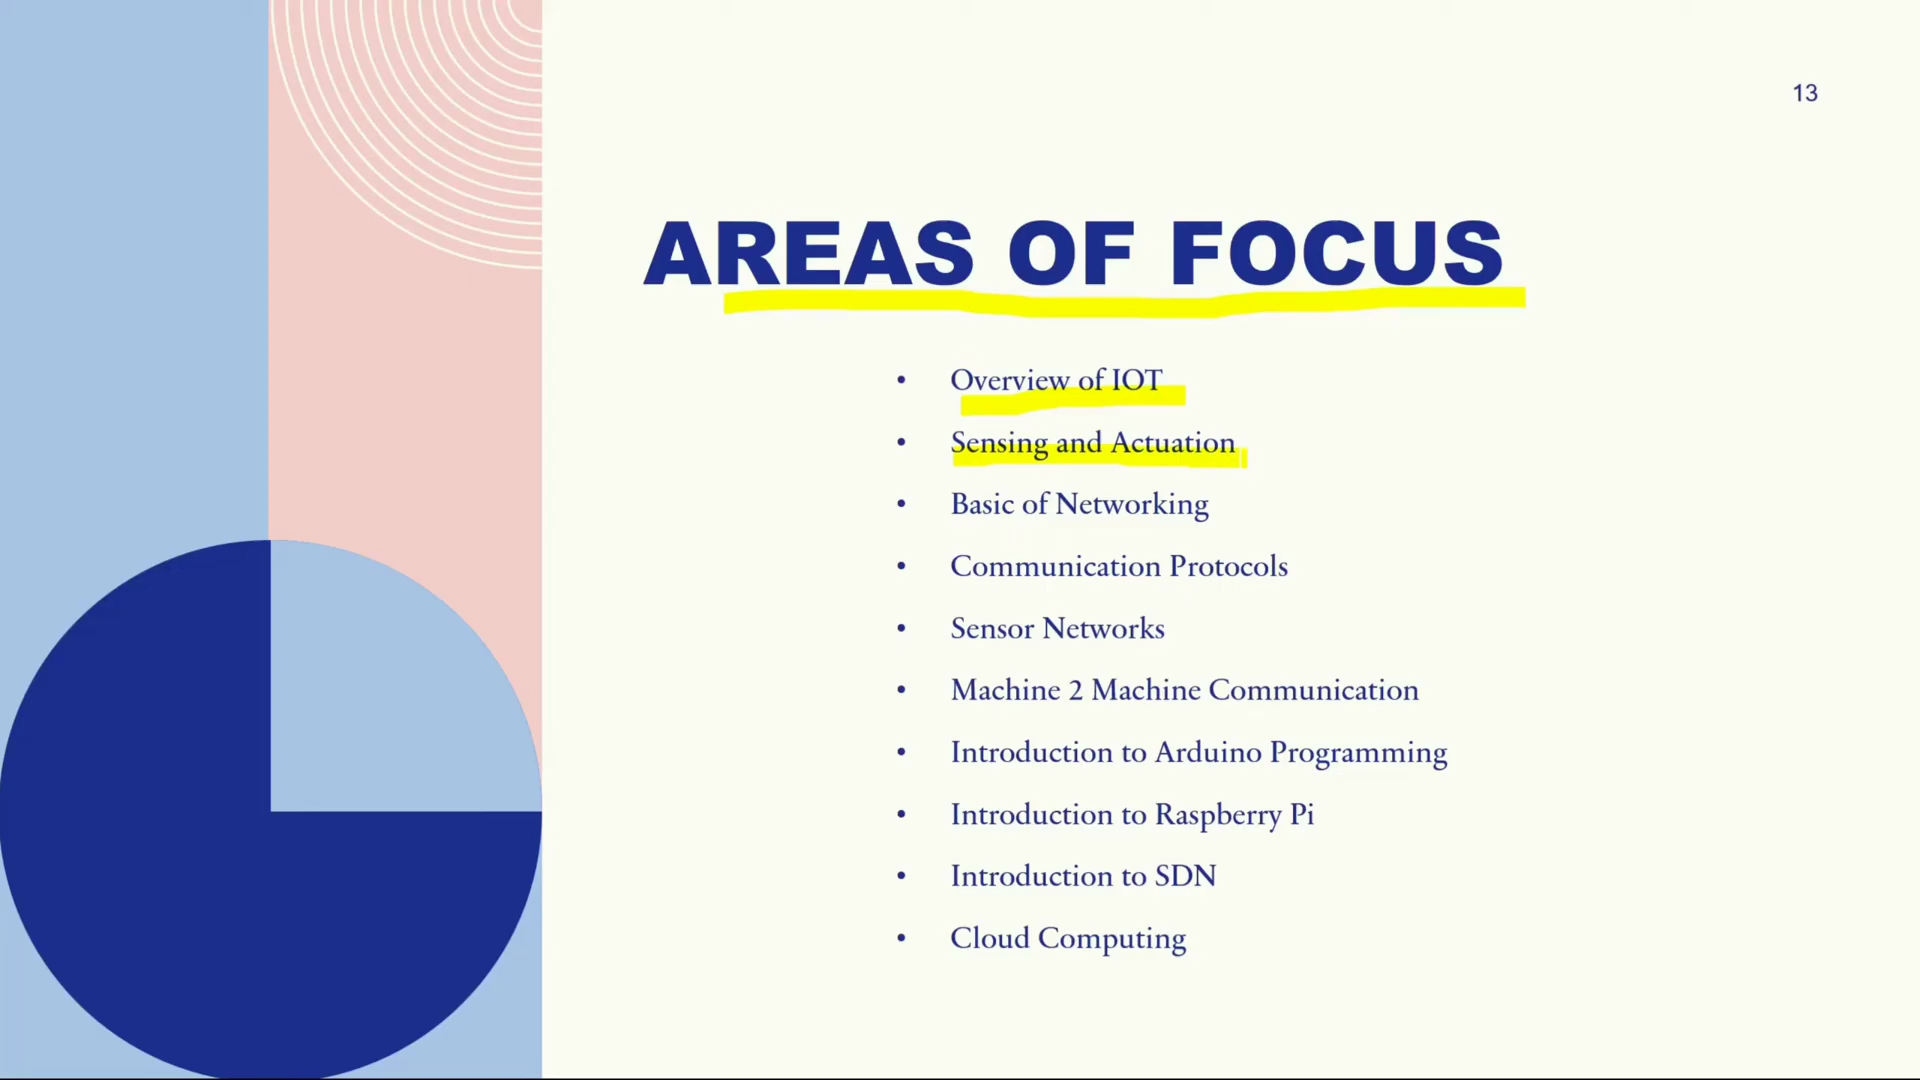 13
AREAS OF FOCUS
• Overview of IOT
• Sensing and Actuation
• Basic of Networking
• Communication Protocols
• Sensor Networks
• Machine 2 Machine Communication
• Introduction to Arduino Programming
• Introduction to Raspberry Pi
• Introduction to SDN
• Cloud Computing